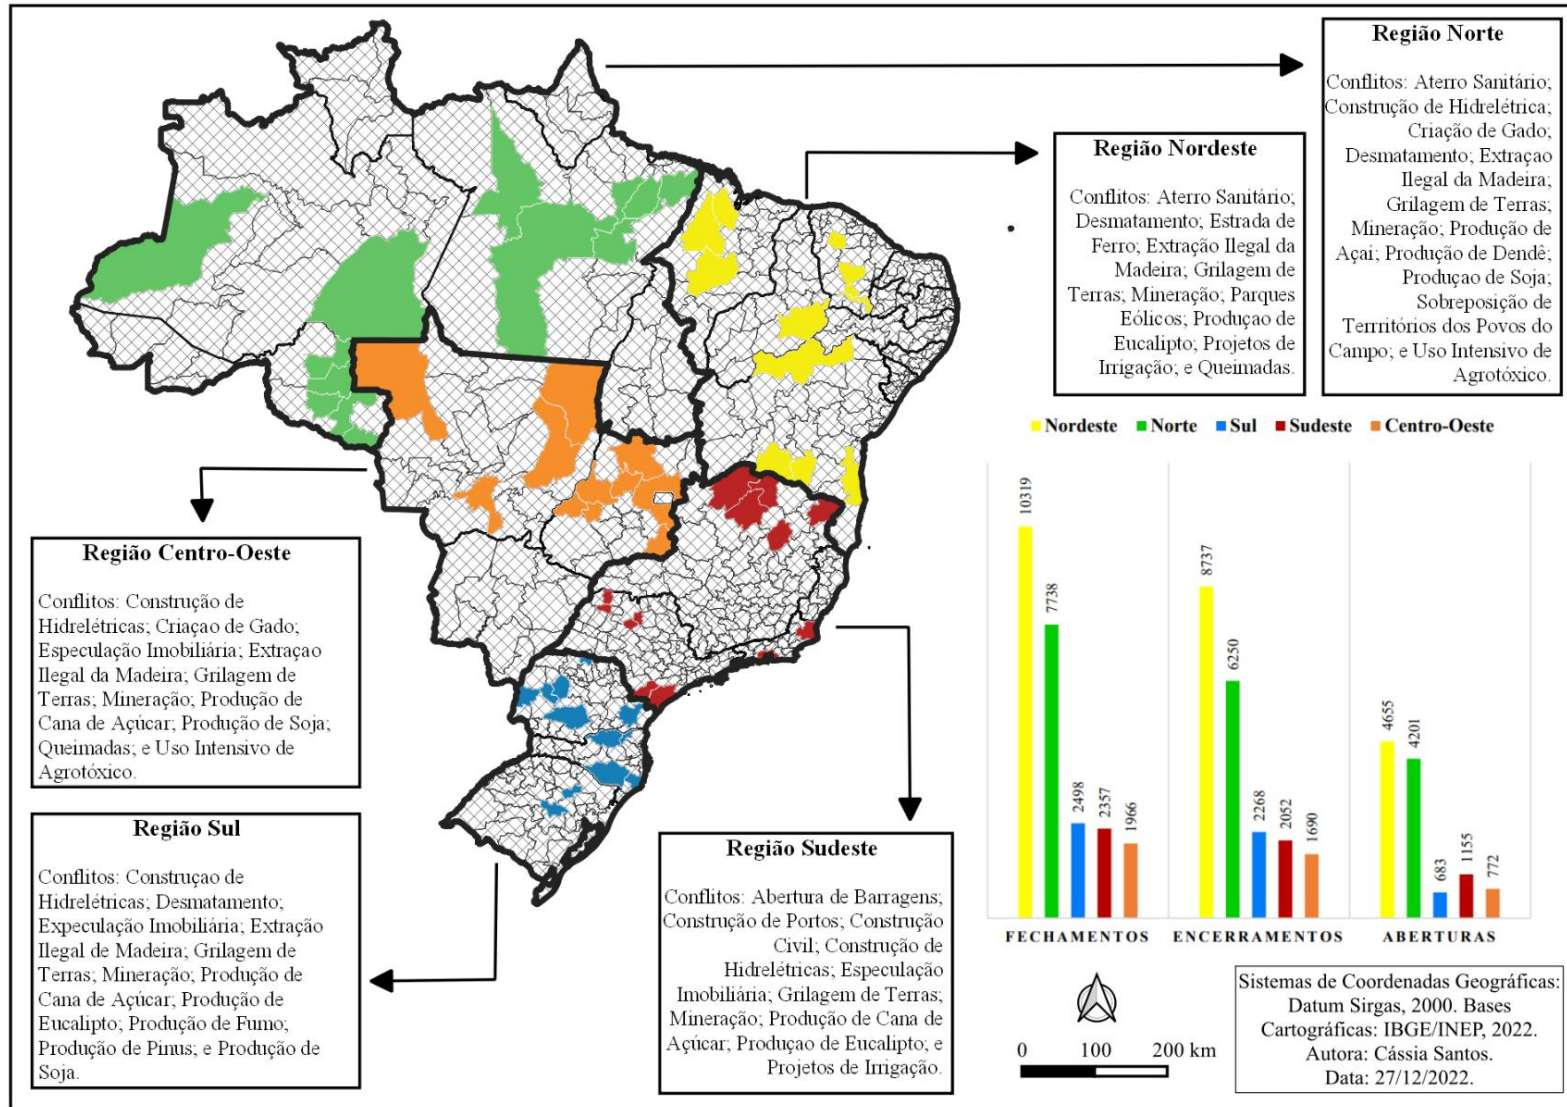 Região Norte
Conflitos: Aterro Sanitário;
Construção de Hidrelétrica;
Criação de Gado;
Desmatamento; Extraçao
Ilegal da Madeira;
Grilagem de Terras;
Mineração; Produção de
Açaí; Produção de Dendê;
Produçao de Soja;
Sobreposição de
Terrritórios dos Povos do
Campo; e Uso Intensivo de
Agrotóxico.
Região Nordeste
Conflitos: Aterro Sanitário;
Desmatamento; Estrada de
Ferro; Extração Ilegal da
Madeira; Grilagem de
Terras; Mineração; Parques
Eólicos; Produçao de
Eucalipto; Projetos de
Irrigação; e Queimadas.
Região Centro-Oeste
Conflitos: Construção de
Hidrelétricas; Criaçao de Gado;
Especulação Imobiliária; Extraçao
Ilegal da Madeira; Grilagem de
Terras; Mineração; Produção de
Cana de Açúcar; Produção de Soja;
Queimadas; e Uso Intensivo de
Agrotóxico.
Região Sul
Conflitos: Construçao de
Hidrelétricas; Desmatamento;
Expeculação Imobiliária; Extração
Ilegal de Madeira; Grilagem de
Terras; Mineração; Produção de
Cana de Açúcar; Produção de
Eucalipto; Produção de Fumo;
Produção de Pinus; e Produção de
Soja.
Região Sudeste
Conflitos: Abertura de Barragens;
Construção de Portos; Construção
Civil; Construção de
Hidrelétricas; Especulação
Imobiliária; Grilagem de Terras;
Mineração; Produção de Cana de
Açúcar; Produçao de Eucalipto; e
Projetos de Irrigação.
Nordeste Norte Sul Sudeste Centro-Oeste
10319 7738 2498 2357 1966
8737 6250 2268 2052 1690
4655 4201 683 1155 772
FECHAMENTOS ENCERRAMENTOS ABERTURAS
0 100 200 km
Sistemas de Coordenadas Geográficas:
Datum Sirgas, 2000. Bases
Cartográficas: IBGE/INEP, 2022.
Autora: Cássia Santos.
Data: 27/12/2022.